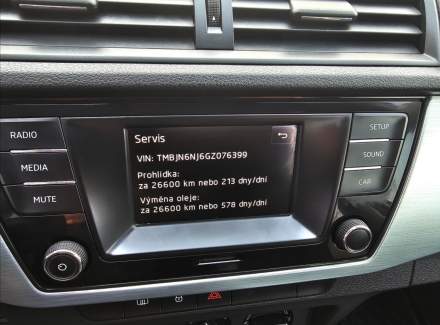 RADIO
MEDIA
MUTE
Servis
VIN: TMBJN6NJ6GZ076399
Prohlídka:
za 26600 km nebo 213 dny/dní
Výměna oleje:
za 26600 km nebo 578 dny/dní
SETUP
SOUND
CAR